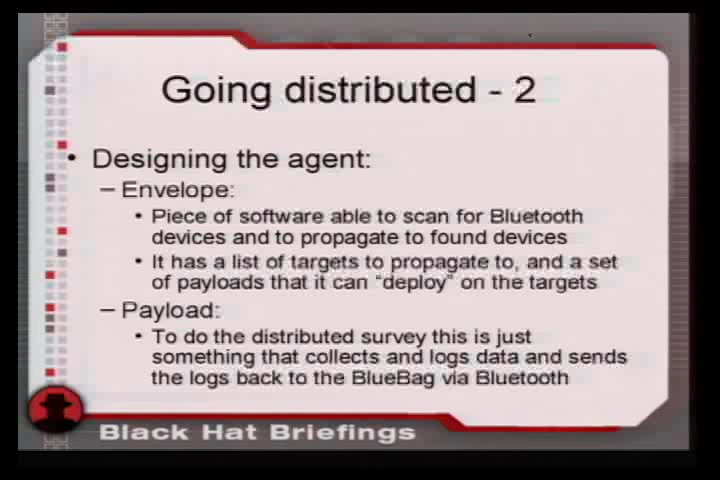 Going distributed - 2
• Designing the agent:
– Envelope:
• Piece of software able to scan for Bluetooth
devices and to propagate to found devices
• It has a list of targets to propagate to, and a set
of payloads that it can “deploy” on the targets
– Payload:
• To do the distributed survey this is just
something that collects and logs data and sends
the logs back to the BlueBag via Bluetooth
Black Hat Briefings